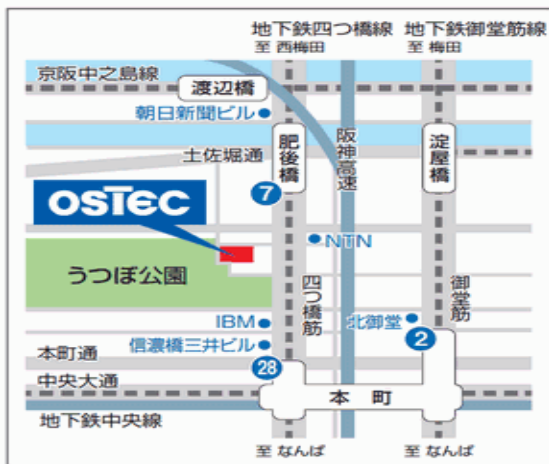 地下鉄四つ橋線
地下鉄御堂筋線
至 西梅田
至 梅田
京阪中之島線
渡辺橋
朝日新聞ビル
肥後橋
阪神高速
淀屋橋
土佐堀通
7
OSTEC
NTN
うつぼ公園
四つ橋筋
御堂筋
IBM
北御堂
2
信濃橋三井ビル
本町通
28
中央大通
本町
地下鉄中央線
至 なんば
至 なんば